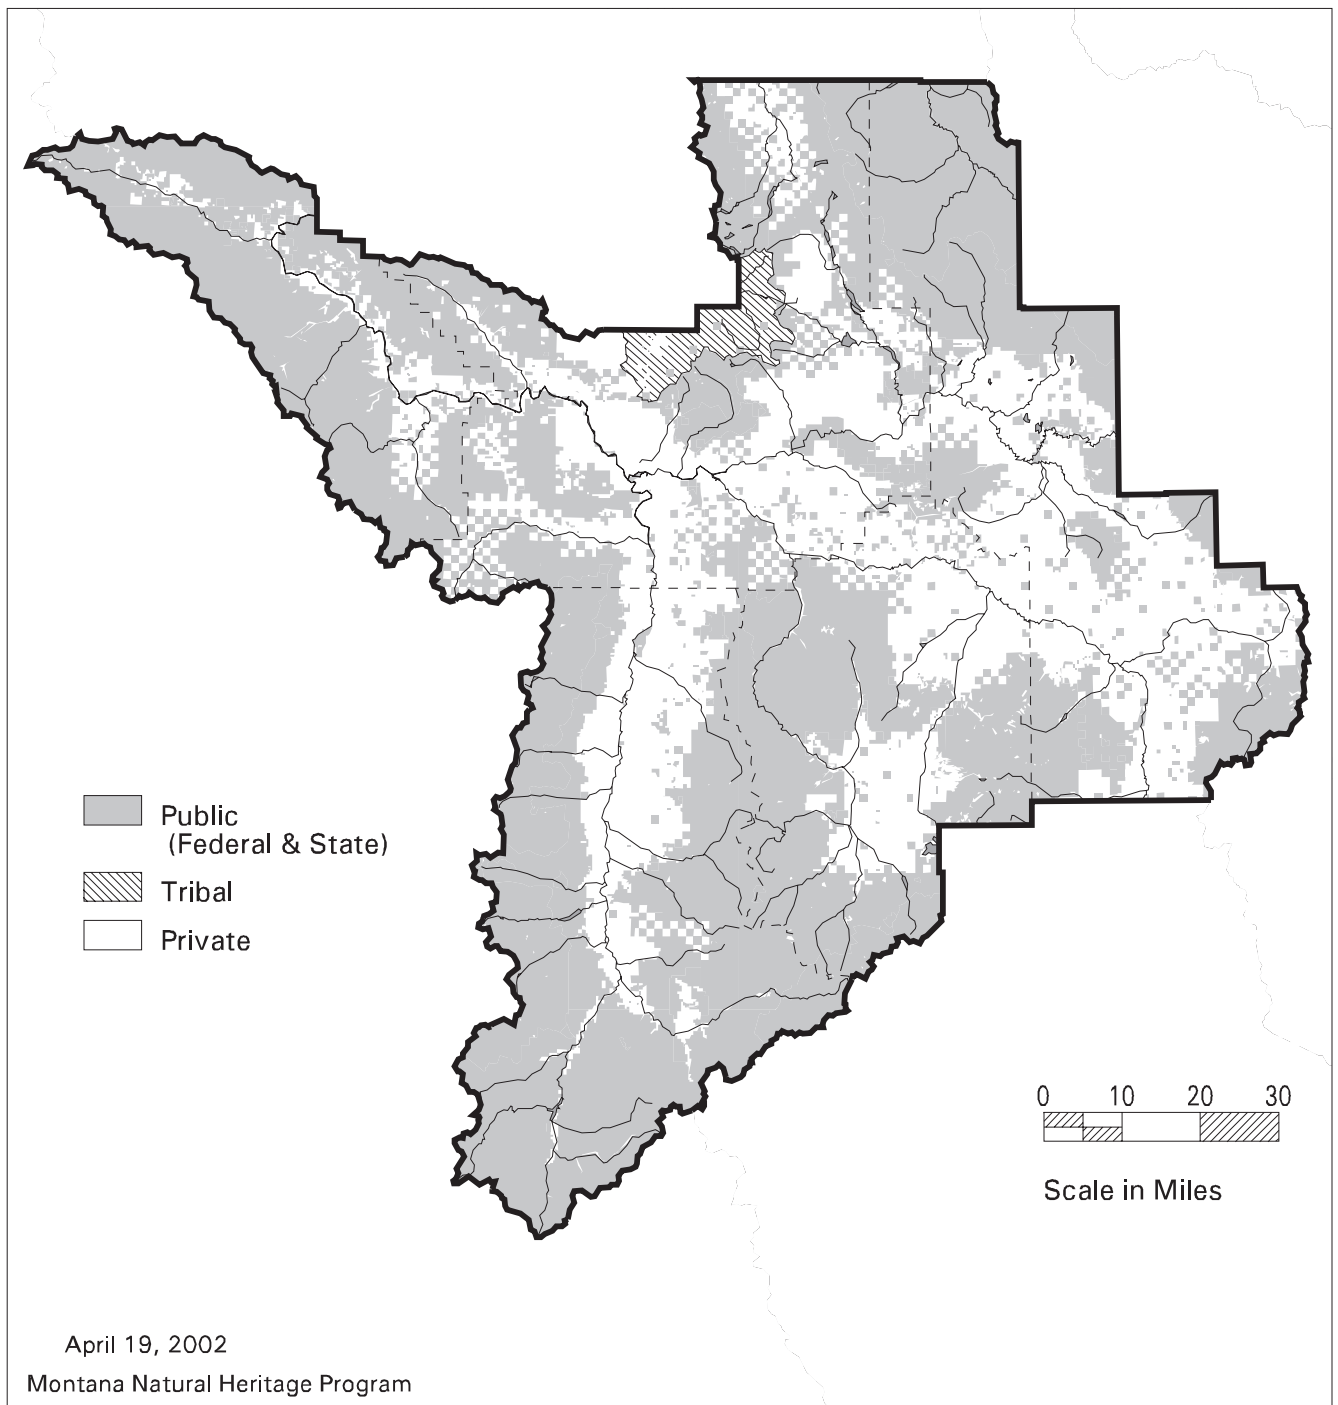 Public
(Federal & State)
Tribal
Private
0 10 20 30
Scale in Miles
April 19, 2002
Montana Natural Heritage Program